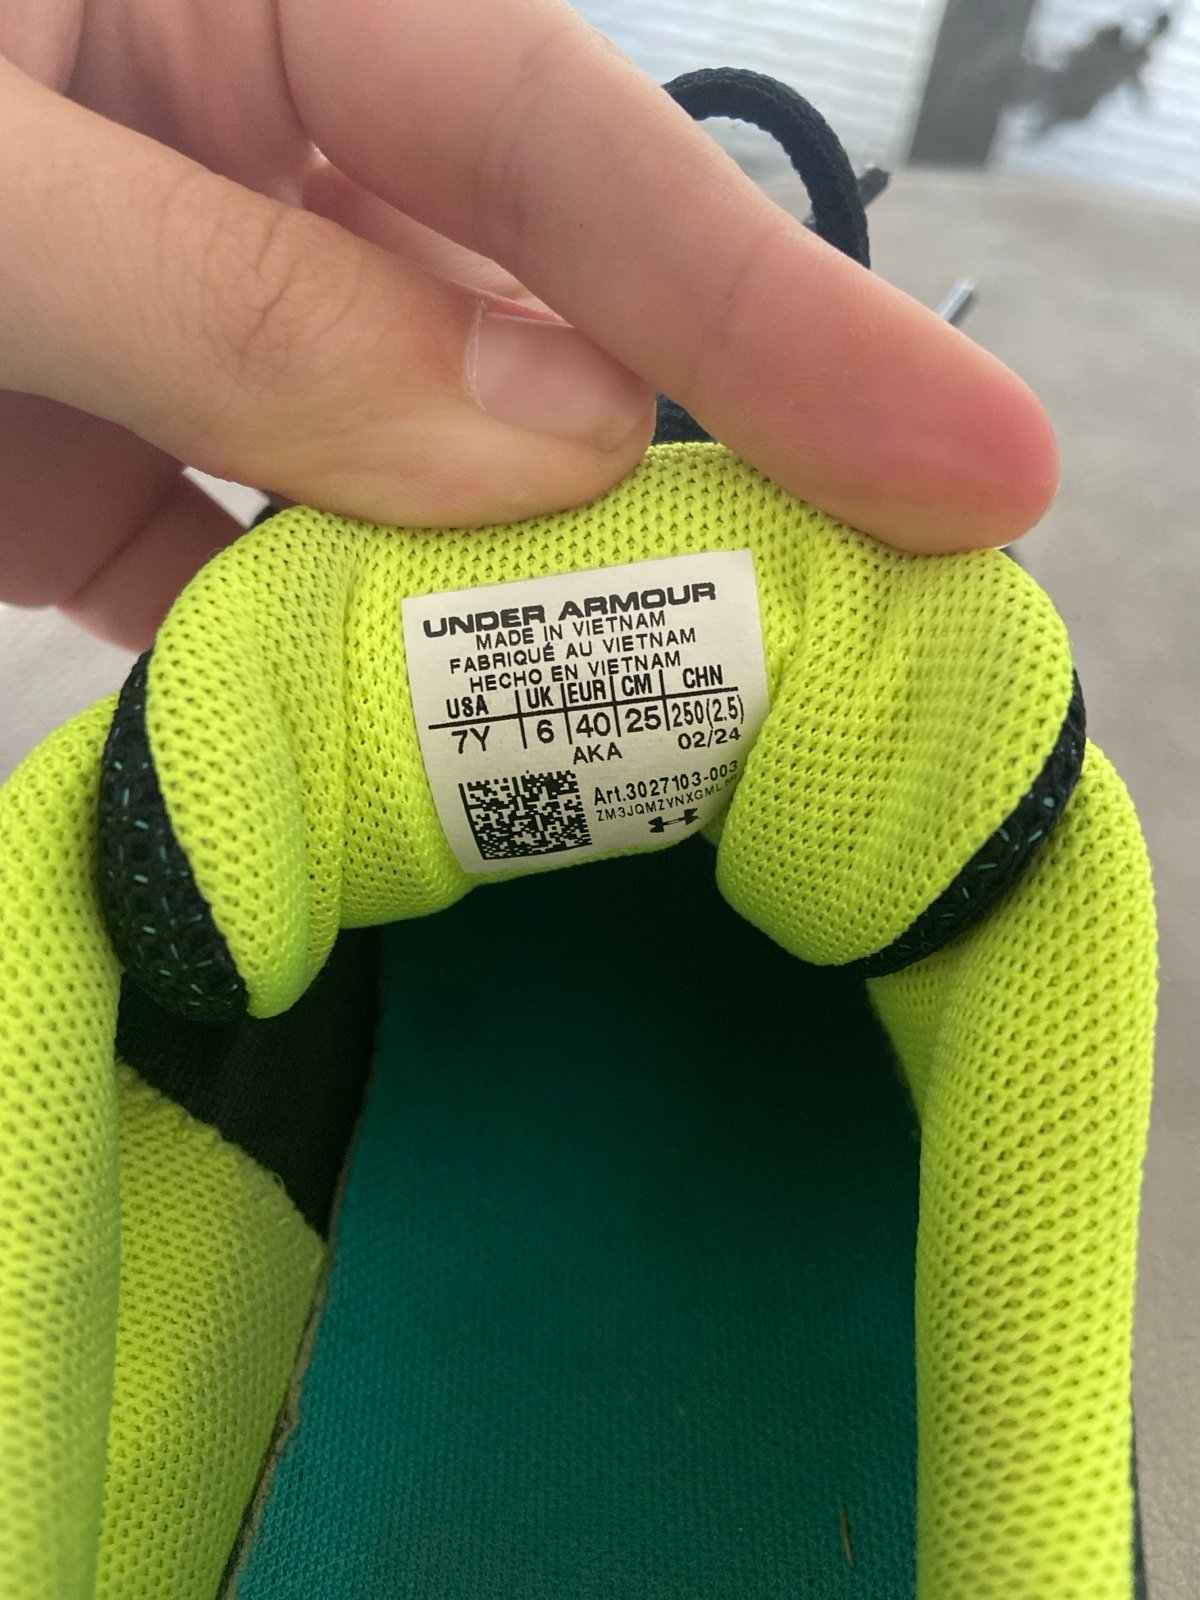 UNDER ARMOUR
MADE IN VIETNAM
FABRIQUÉ AU VIETNAM
HECHO EN VIETNAM
USA UK EUR CM CHN
7Y 6 40 25 250(2.5)
AKA 02/24
Art.3027103-003